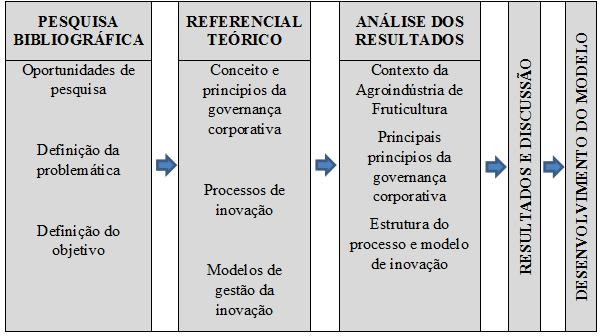 PESQUISA
BIBLIOGRÁFICA
Oportunidades de
pesquisa
Definição da
problemática
Definição do
objetivo
REFERENCIAL
TEÓRICO
Conceito e
princípios da
governança
corporativa
Processos de
inovação
Modelos de
gestão da
inovação
ANÁLISE DOS
RESULTADOS
Contexto da
Agroindústria de
Fruticultura
Principais
princípios da
governança
corporativa
Estrutura do
processo e modelo
de inovação
RESULTADOS E DISCUSSÃO
DESENVOLVIMENTO DO MODELO